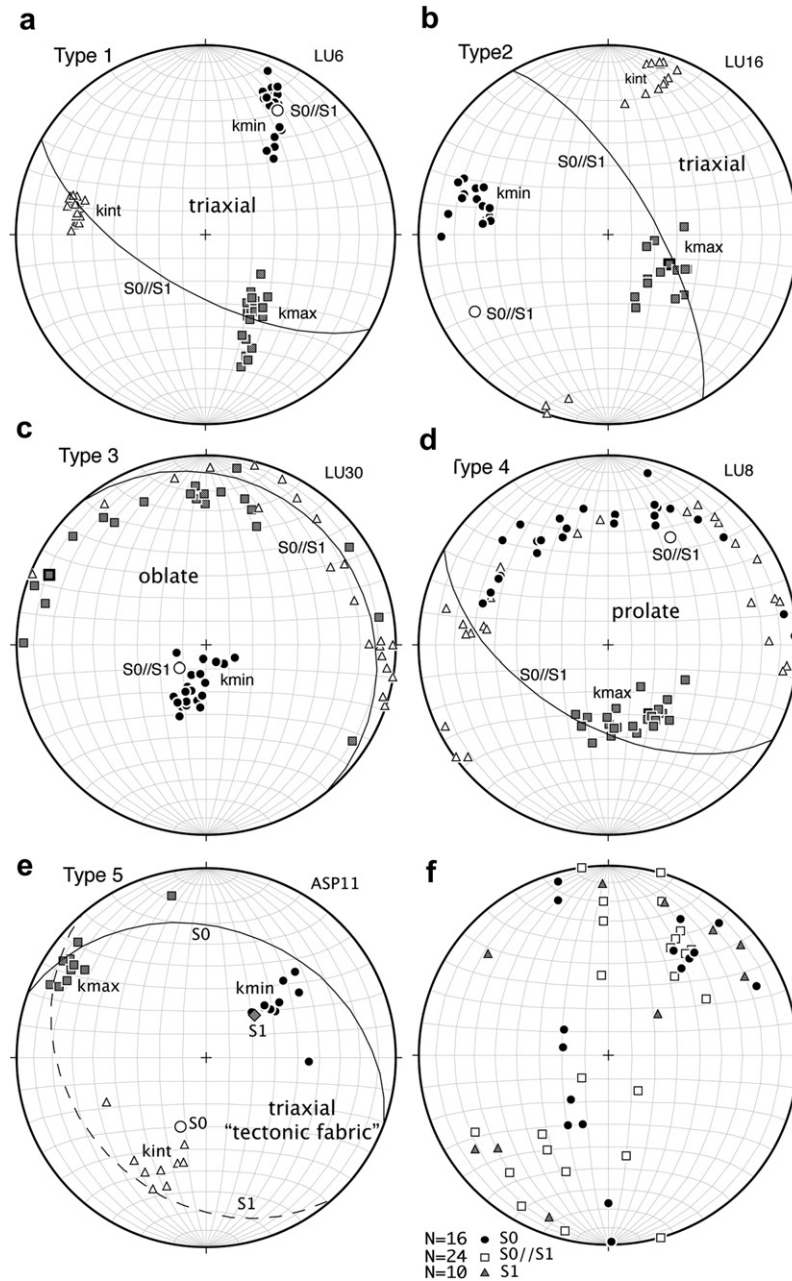 a
Type 1
LU6
S0//S1
kmin
triaxial
kint
S0//S1
kmax
b
Type2
LU16
kint
S0//S1
triaxial
kmin
kmax
S0//S1
c
Type 3
LU30
S0//S1
oblate
S0//S1
kmin
d
Type 4
LU8
S0//S1
prolate
S0//S1
kmax
e
Type 5
ASP11
S0
kmax
kmin
S1
S0
triaxial
"tectonic fabric"
kint
S1
f
N=16 S0
N=24 S0//S1
N=10 S1